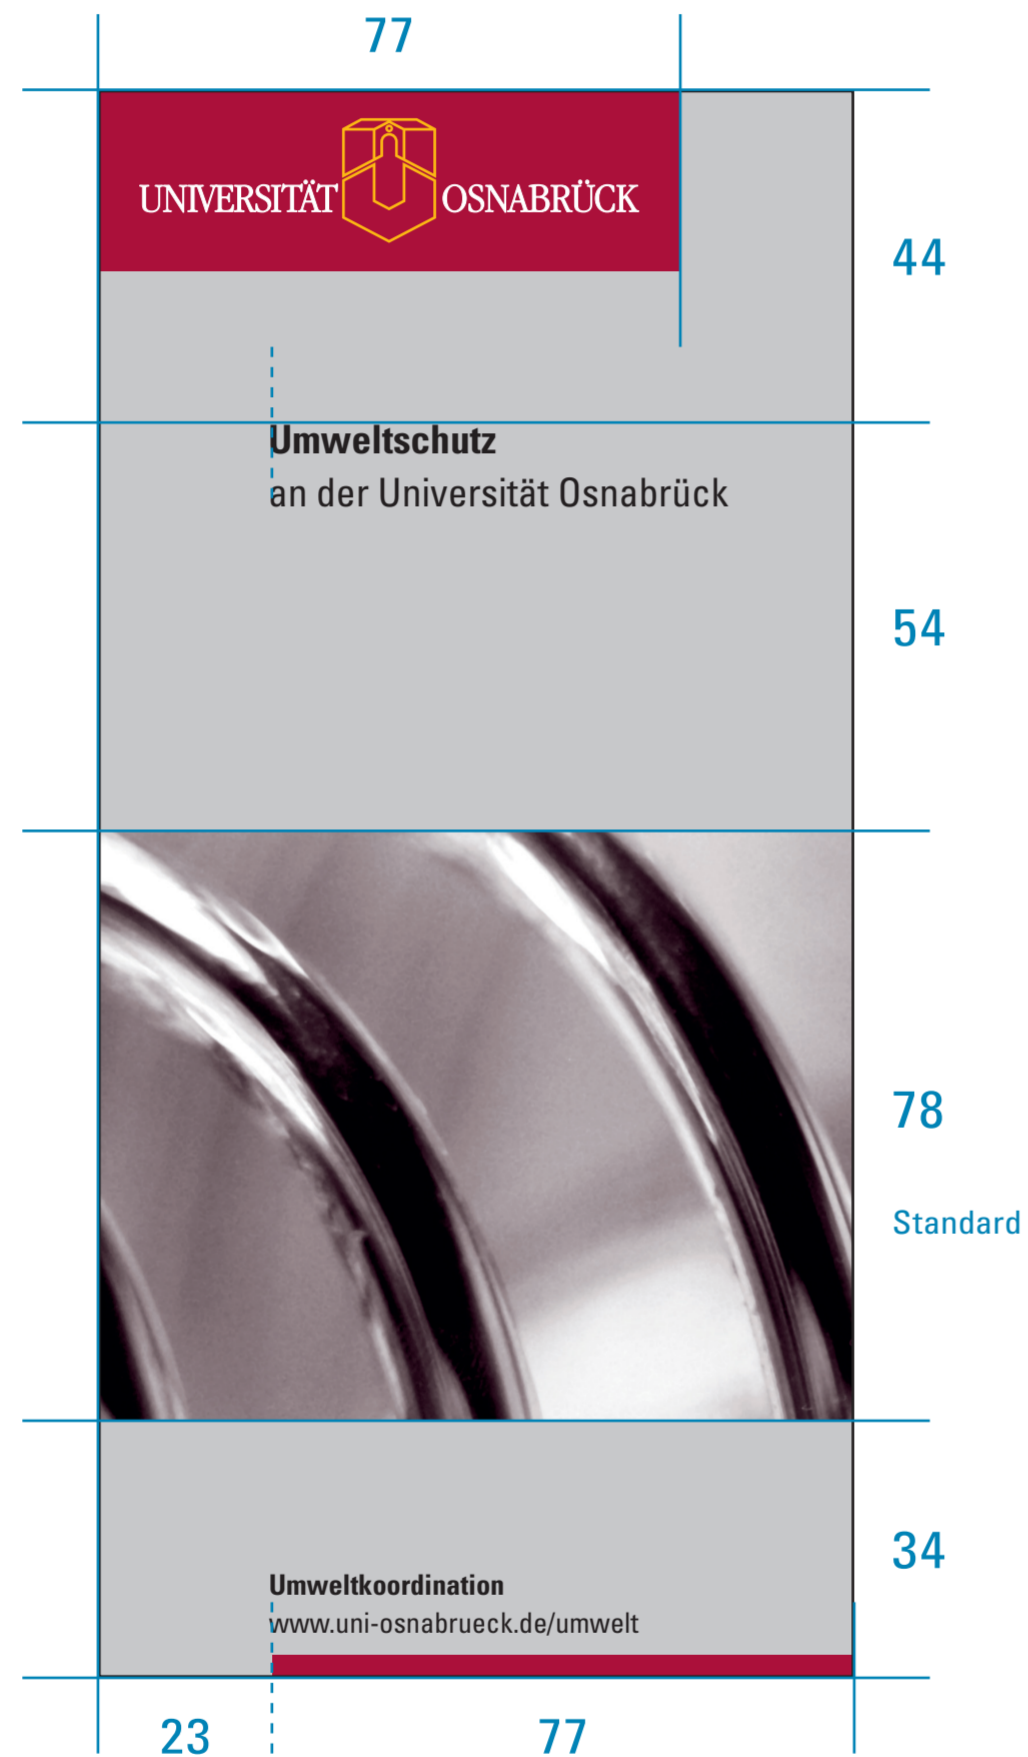 77
UNIVERSITÄT OSNABRÜCK
44
Umweltschutz
an der Universität Osnabrück
54
78
Standard
34
Umweltkoordination
www.uni-osnabrueck.de/umwelt
23 77